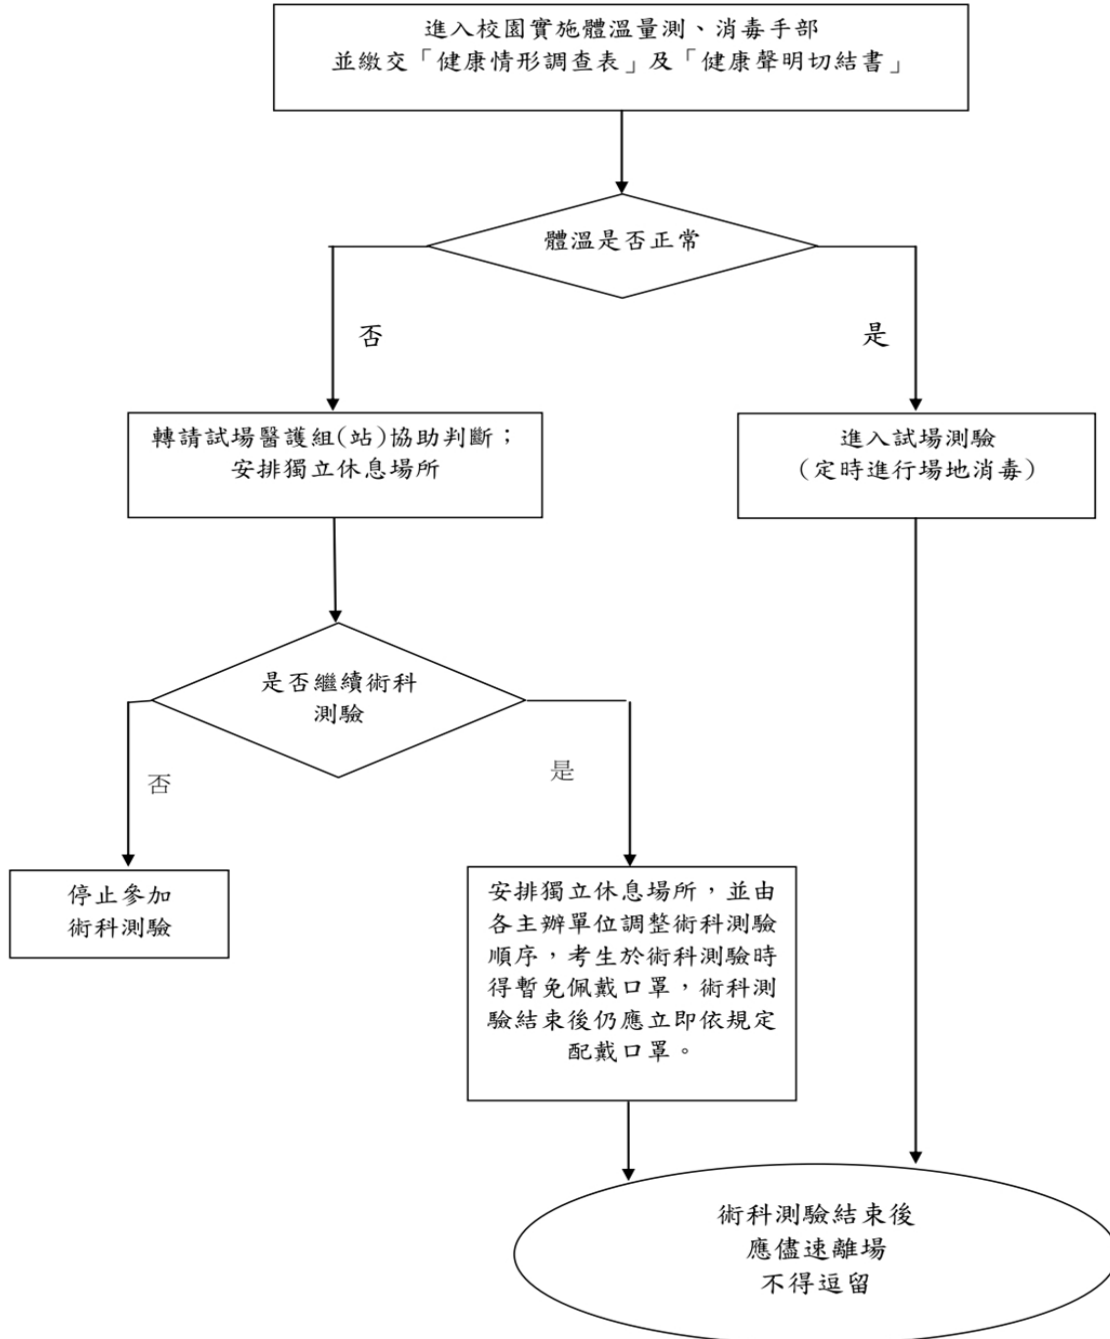 進入校園實施體溫量測、消毒手部
並繳交「健康情形調查表」及「健康聲明切結書」
體溫是否正常
否
是
轉請試場醫護組(站)協助判斷；
安排獨立休息場所
進入試場測驗
（定時進行場地消毒）
是否繼續術科
測驗
否
是
停止參加
術科測驗
安排獨立休息場所，並由
各主辦單位調整術科測驗
順序，考生於術科測驗時
得暫免佩戴口罩，術科測
驗結束後仍應立即依規定
配戴口罩。
術科測驗結束後
應儘速離場
不得逗留